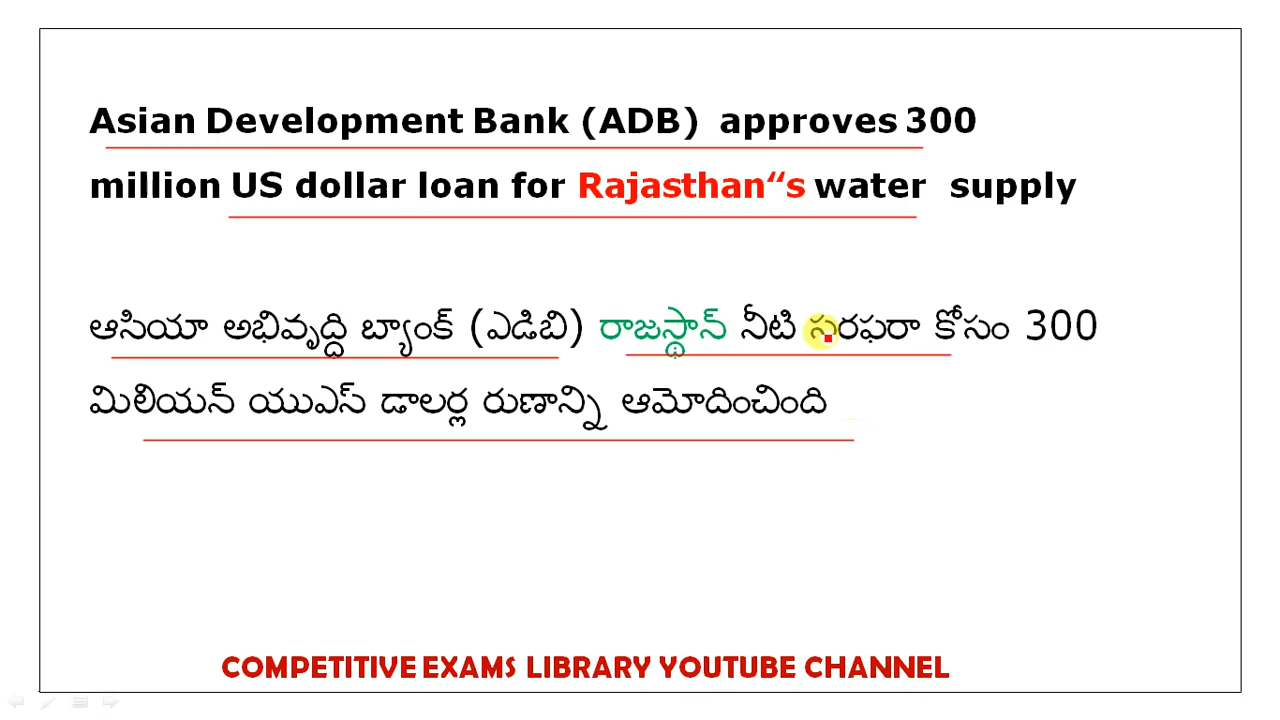 Asian Development Bank (ADB) approves 300
million US dollar loan for Rajasthan“s water supply
ఆసియా అభివృద్ధి బ్యాంక్ (ఎడిబి) రాజస్థాన్ నీటి సరఫరా కోసం 300
మిలియన్ యుఎస్ డాలర్ల రుణాన్ని ఆమోదించింది
COMPETITIVE EXAMS LIBRARY YOUTUBE CHANNEL